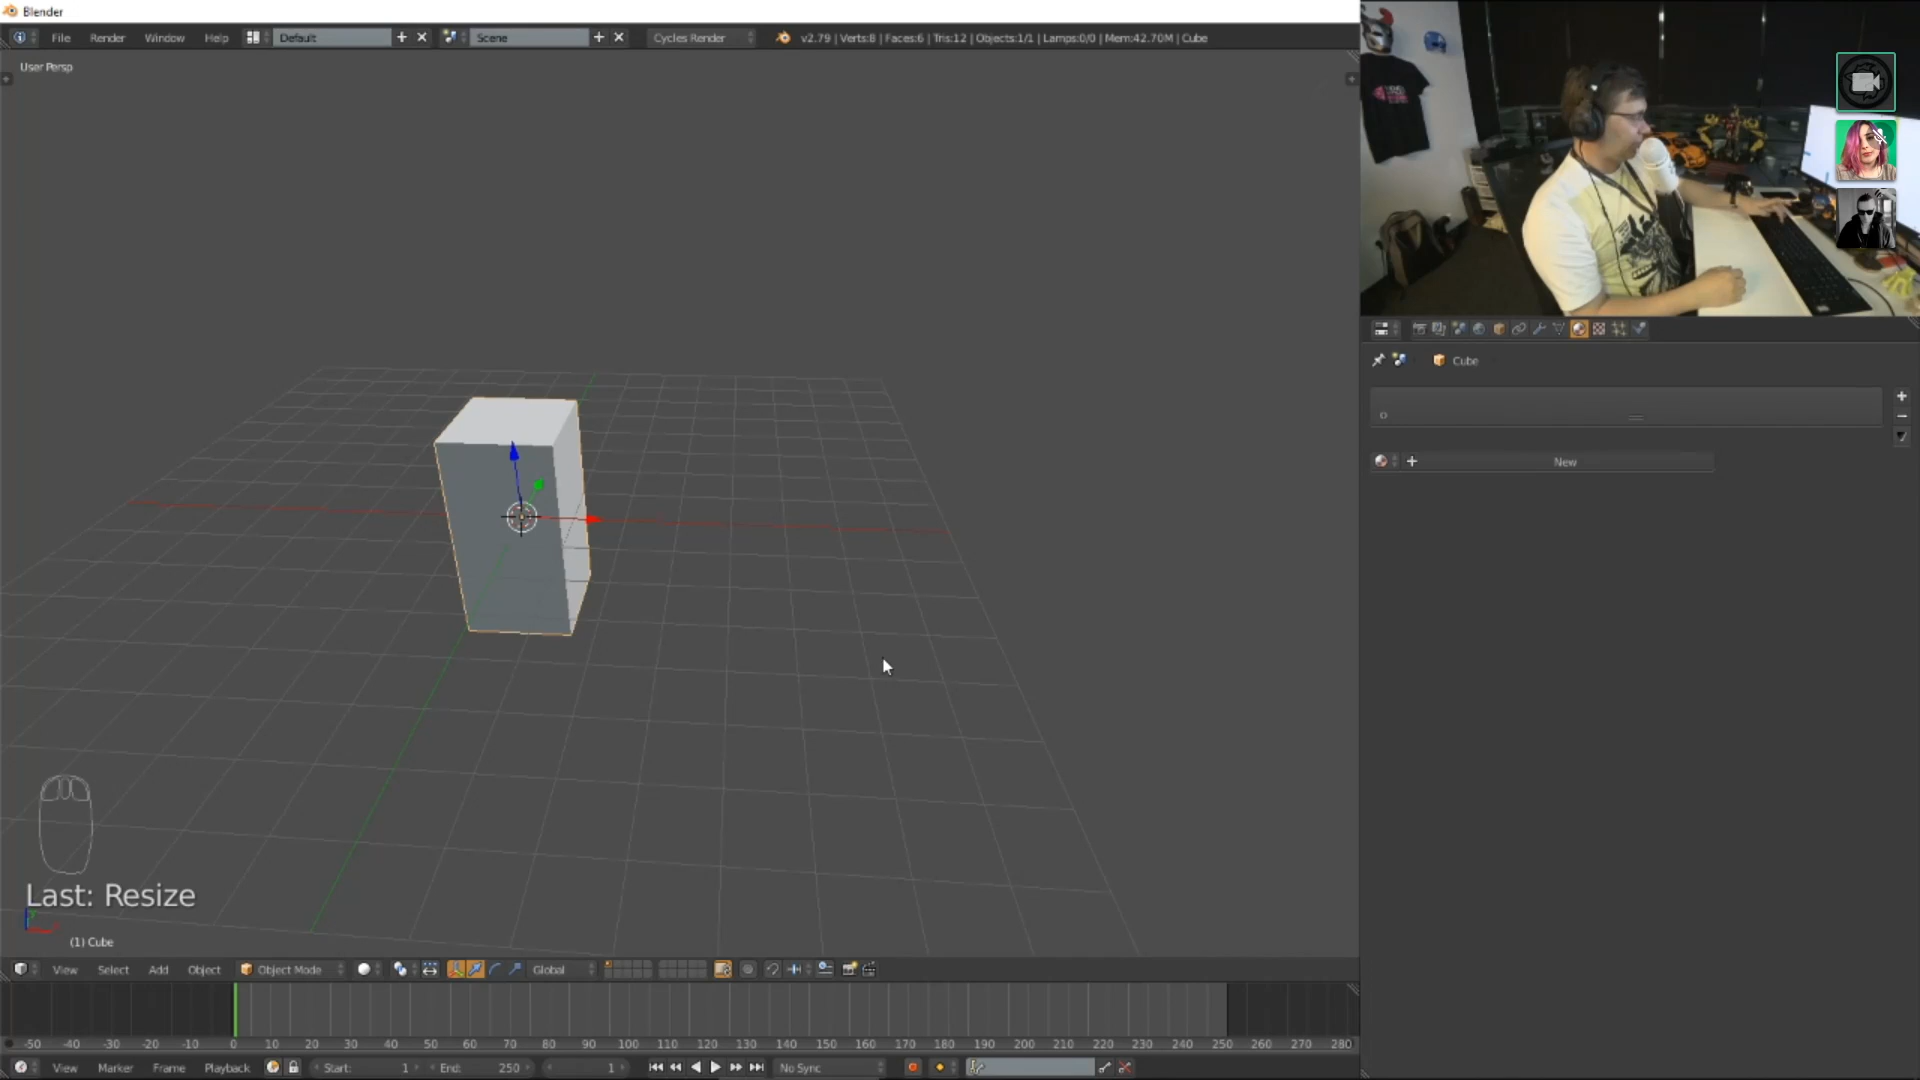 Blender
File Render Window Help Default Scene Cycles Render v2.79 | Verts:8 | Faces:6 | Tris:12 | Objects:1/1 | Lamps:0/0 | Mem:42.70M | Cube
User Persp
Cube
New
Last: Resize
(1) Cube
View Select Add Object Object Mode Global
-50 -40 -30 -20 -10 0 10 20 30 40 50 60 70 80 90 100 110 120 130 140 150 160 170 180 190 200 210 220 230 240 250 260 270 280
View Marker Frame Playback Start: 1 End: 250 1 No Sync